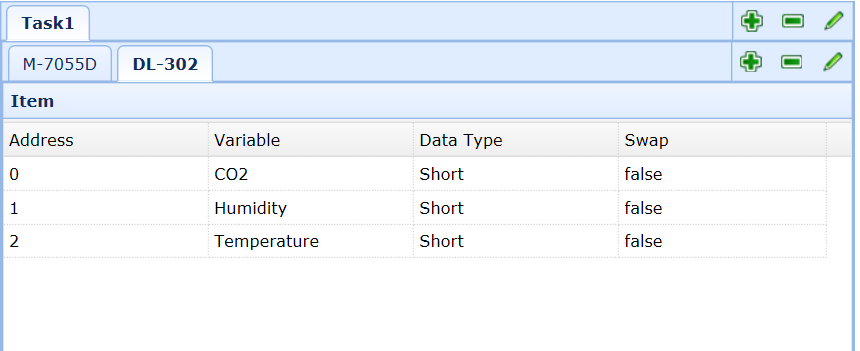 Task1
M-7055D DL-302
Item
Address Variable Data Type Swap
0 CO2 Short false
1 Humidity Short false
2 Temperature Short false